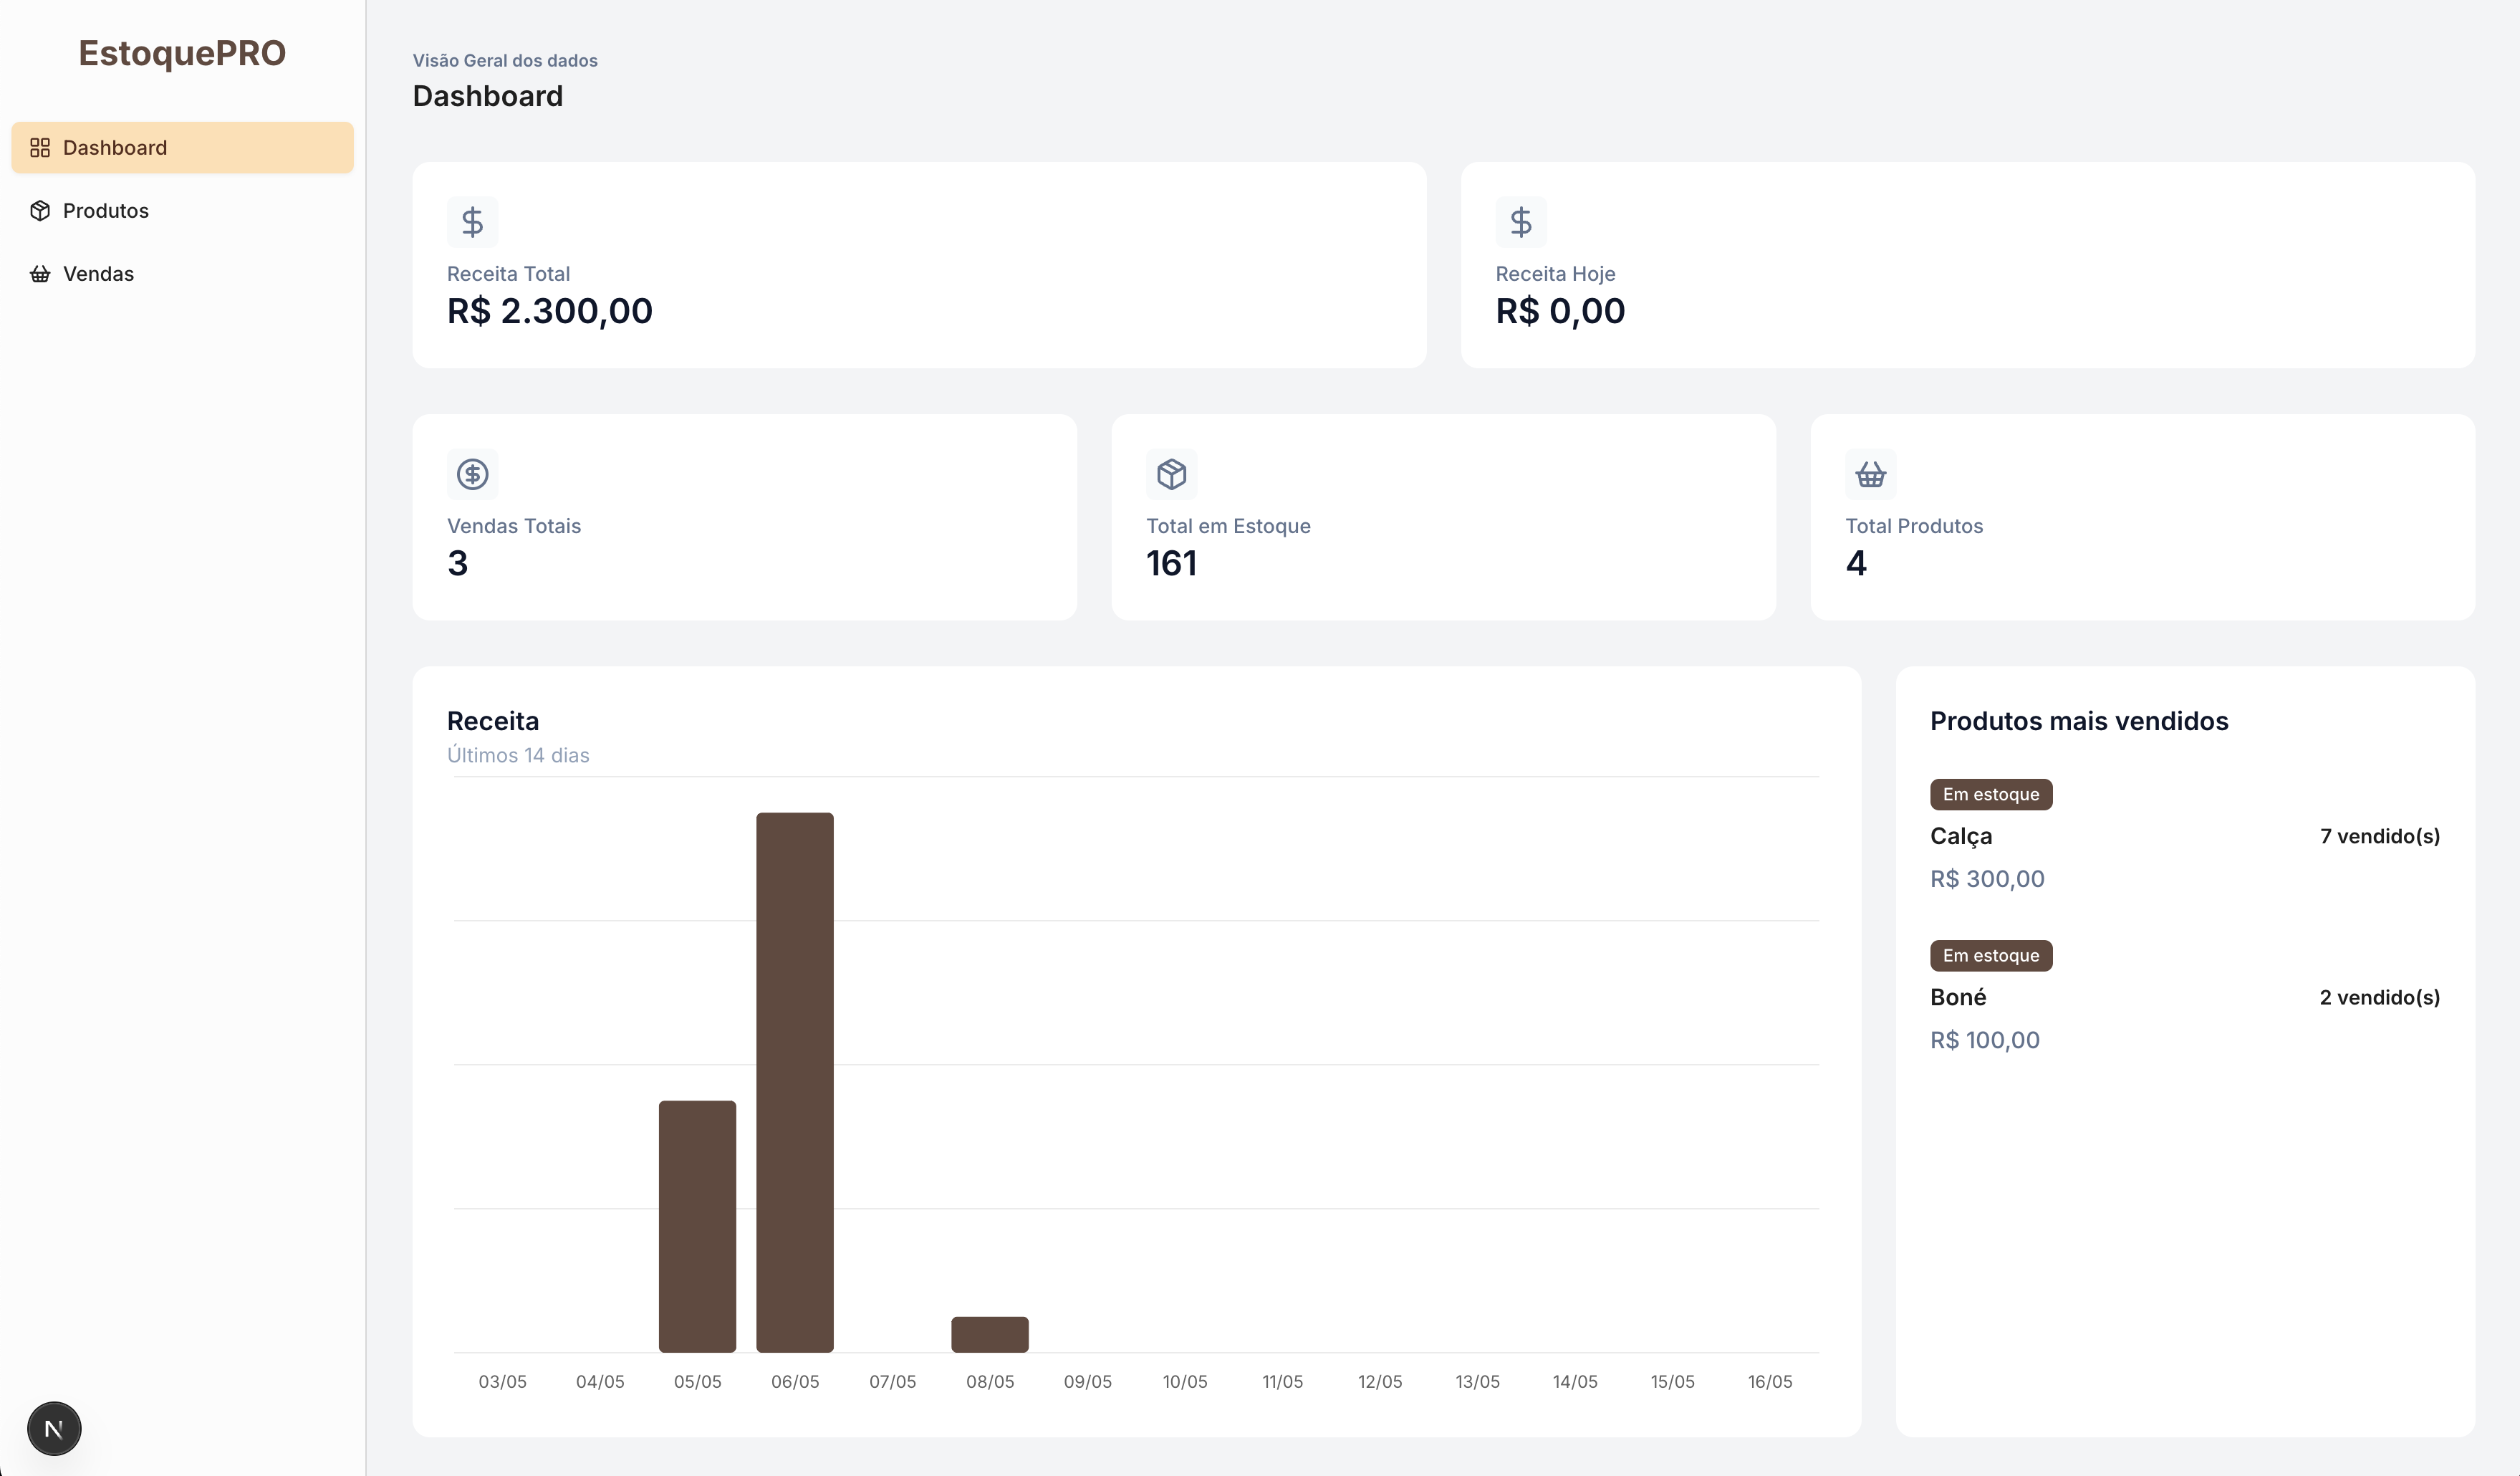 EstoquePRO
Dashboard
Produtos
Vendas
Visão Geral dos dados
Dashboard
Receita Total
R$ 2.300,00
Receita Hoje
R$ 0,00
Vendas Totais
3
Total em Estoque
161
Total Produtos
4
Receita
Últimos 14 dias
03/05 04/05 05/05 06/05 07/05 08/05 09/05 10/05 11/05 12/05 13/05 14/05 15/05 16/05
Produtos mais vendidos
Em estoque
Calça 7 vendido(s)
R$ 300,00
Em estoque
Boné 2 vendido(s)
R$ 100,00
N